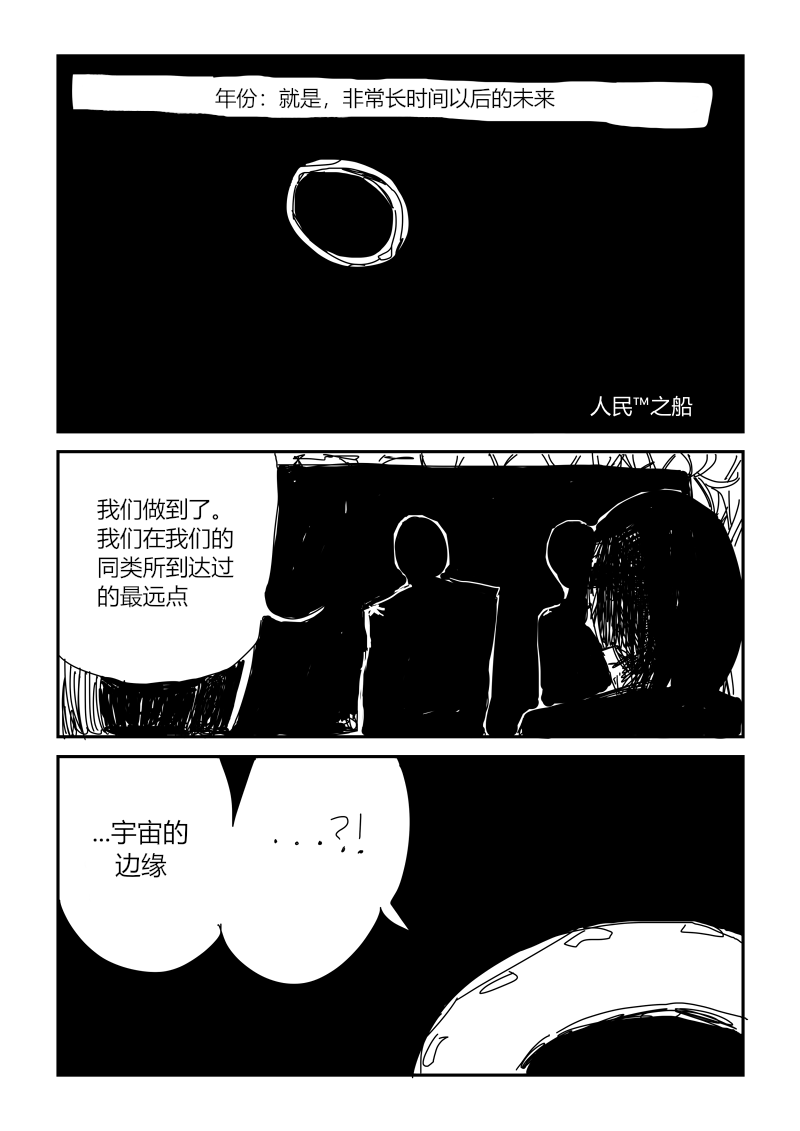 年份：就是，非常长时间以后的未来
人民™之船
我们做到了。
我们在我们的
同类所到达过
的最远点
...宇宙的
边缘
...?!